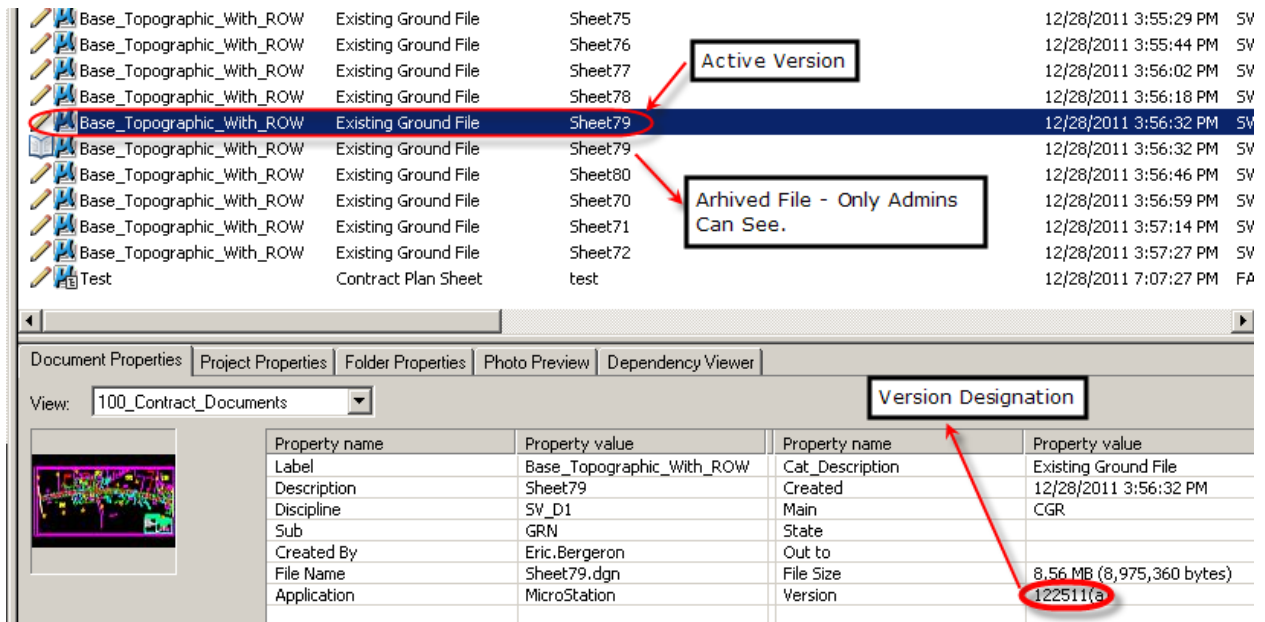 Base_Topographic_With_ROW Existing Ground File Sheet75 12/28/2011 3:55:29 PM SV
Base_Topographic_With_ROW Existing Ground File Sheet76 12/28/2011 3:55:44 PM SV
Active Version
Base_Topographic_With_ROW Existing Ground File Sheet77 12/28/2011 3:56:02 PM SV
Base_Topographic_With_ROW Existing Ground File Sheet78 12/28/2011 3:56:18 PM SV
Base_Topographic_With_ROW Existing Ground File Sheet79 12/28/2011 3:56:32 PM SV
Base_Topographic_With_ROW Existing Ground File Sheet79 12/28/2011 3:56:32 PM SV
Base_Topographic_With_ROW Existing Ground File Sheet80 12/28/2011 3:56:46 PM SV
Base_Topographic_With_ROW Existing Ground File Sheet70 12/28/2011 3:56:59 PM SV
Arhived File - Only Admins
Can See.
Base_Topographic_With_ROW Existing Ground File Sheet71 12/28/2011 3:57:14 PM SV
Base_Topographic_With_ROW Existing Ground File Sheet72 12/28/2011 3:57:27 PM SV
Test Contract Plan Sheet test 12/28/2011 7:07:27 PM FA
Document Properties Project Properties Folder Properties Photo Preview Dependency Viewer
View: 100_Contract_Documents
Version Designation
Property name Property value Property name Property value
Label Base_Topographic_With_ROW Cat_Description Existing Ground File
Description Sheet79 Created 12/28/2011 3:56:32 PM
Discipline SV_D1 Main CGR
Sub GRN State
Created By Eric.Bergeron Out to
File Name Sheet79.dgn File Size 8.56 MB (8,975,360 bytes)
Application MicroStation Version 122511(a